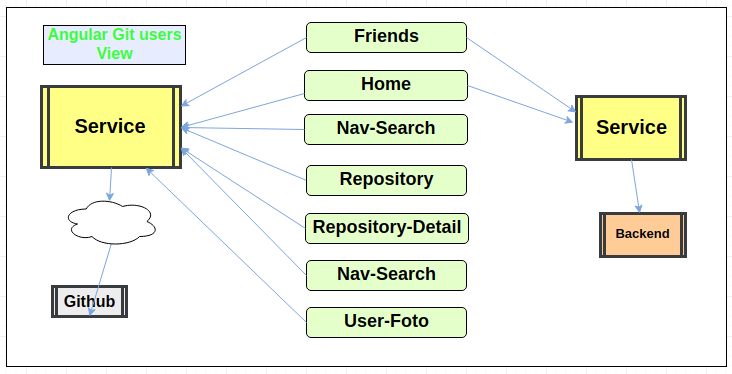 Angular Git users
View
Service
Github
Friends
Home
Nav-Search
Repository
Repository-Detail
Nav-Search
User-Foto
Service
Backend